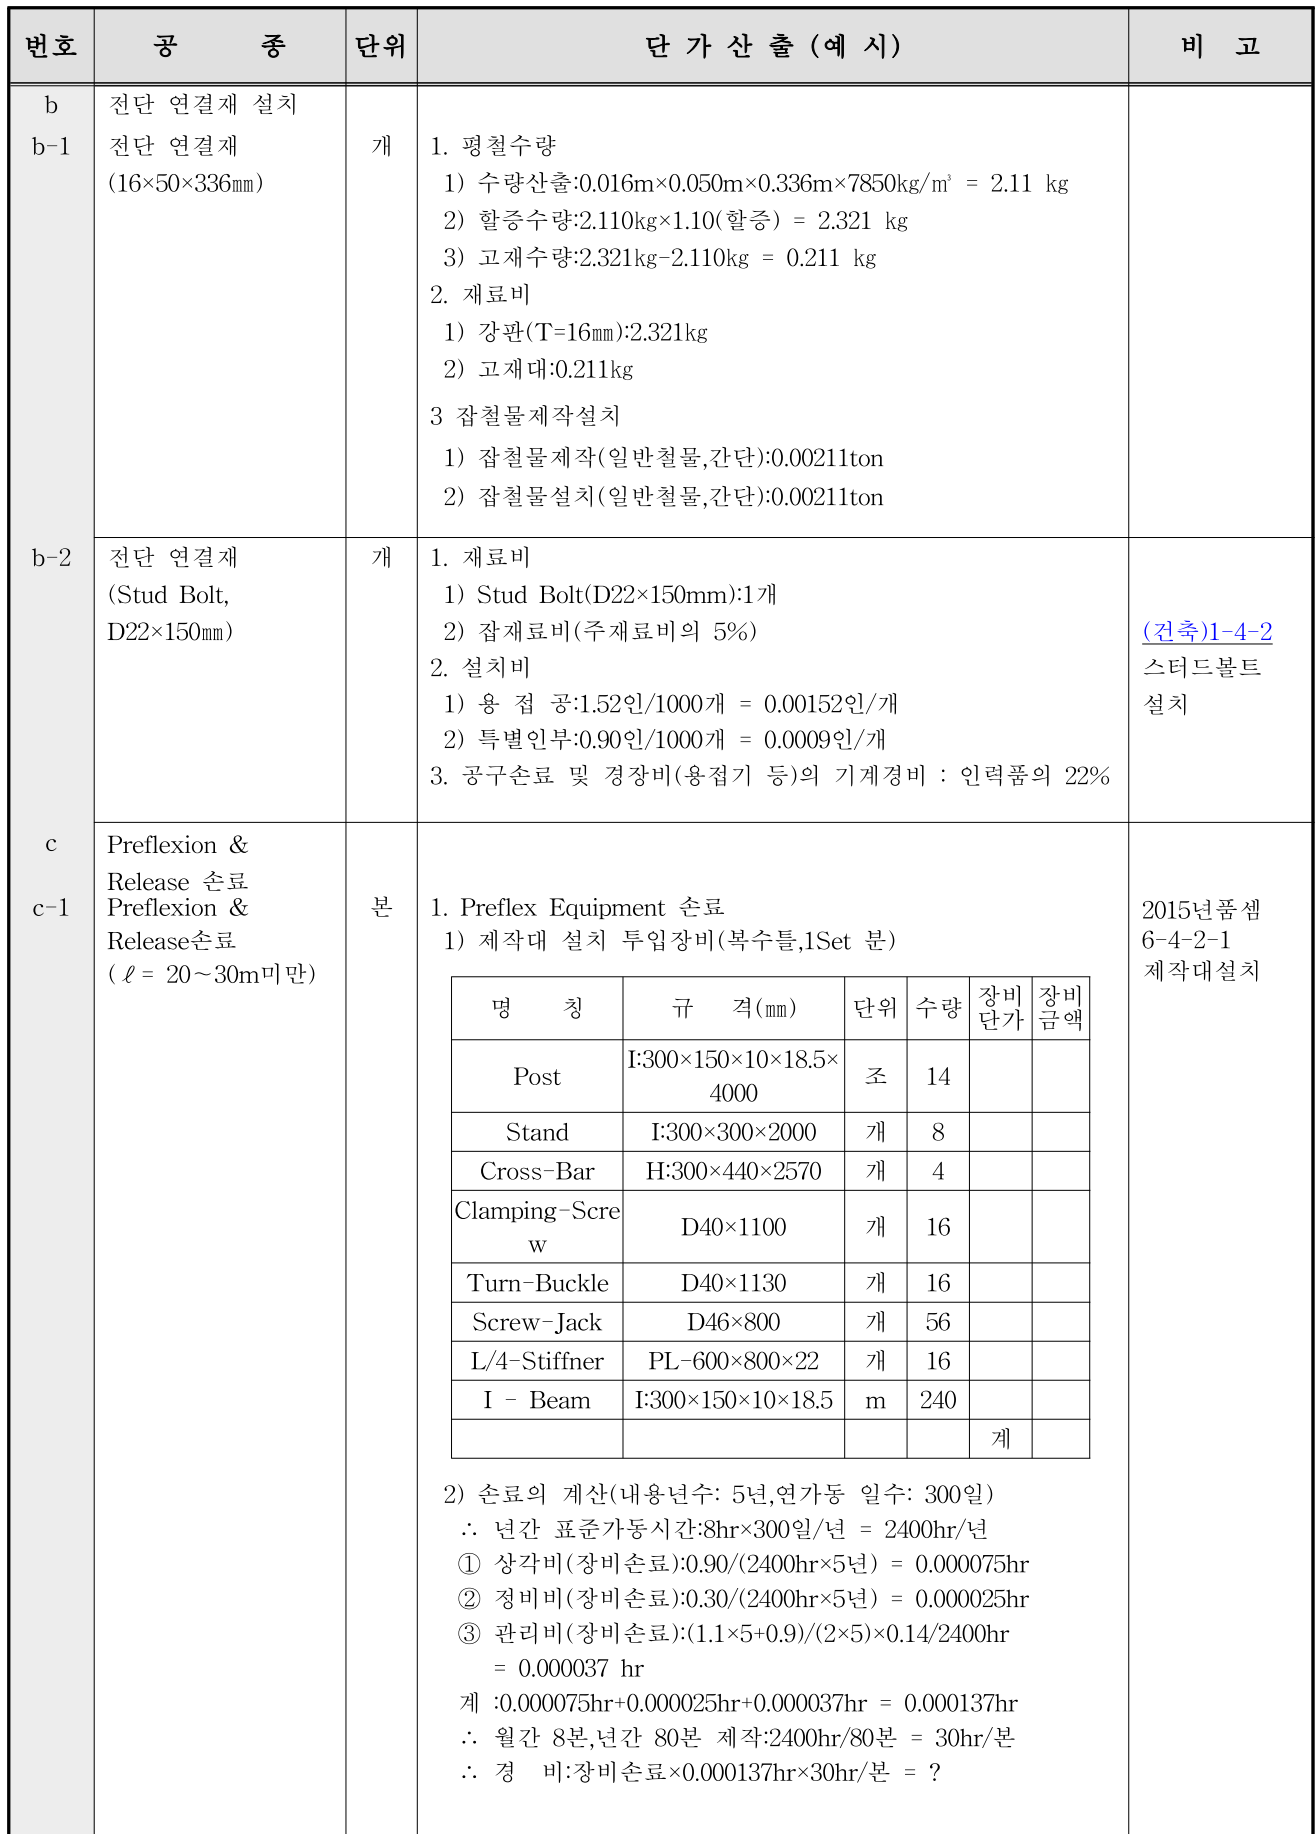 번호 공 종 단위 단 가 산 출 (예 시) 비 고
b 전단 연결재 설치
b-1 전단 연결재 개 1. 평철수량
(16×50×336㎜) 1) 수량산출:0.016m×0.050m×0.336m×7850kg/㎥ = 2.11 kg
2) 할증수량:2.110kg×1.10(할증) = 2.321 kg
3) 고재수량:2.321kg-2.110kg = 0.211 kg
2. 재료비
1) 강판(T=16㎜):2.321kg
2) 고재대:0.211kg
3 잡철물제작설치
1) 잡철물제작(일반철물,간단):0.00211ton
2) 잡철물설치(일반철물,간단):0.00211ton
b-2 전단 연결재 개 1. 재료비
(Stud Bolt, 1) Stud Bolt(D22×150mm):1개
D22×150㎜) 2) 잡재료비(주재료비의 5%) (건축)1-4-2
2. 설치비 스터드볼트
1) 용 접 공:1.52인/1000개 = 0.00152인/개 설치
2) 특별인부:0.90인/1000개 = 0.0009인/개
3. 공구손료 및 경장비(용접기 등)의 기계경비 : 인력품의 22%
c Preflexion &
Release 손료
c-1 Preflexion & 본 1. Preflex Equipment 손료 2015년품셈
Release손료 1) 제작대 설치 투입장비(복수틀,1Set 분) 6-4-2-1
(ℓ= 20~30m미만) 제작대설치
명 칭 규 격(㎜) 단위 수량 장비 장비
단가 금액
Post I:300×150×10×18.5× 조 14
4000
Stand I:300×300×2000 개 8
Cross-Bar H:300×440×2570 개 4
Clamping-Scre D40×1100 개 16
w
Turn-Buckle D40×1130 개 16
Screw-Jack D46×800 개 56
L/4-Stiffner PL-600×800×22 개 16
I - Beam I:300×150×10×18.5 m 240
계
2) 손료의 계산(내용년수: 5년,연가동 일수: 300일)
∴ 년간 표준가동시간:8hr×300일/년 = 2400hr/년
① 상각비(장비손료):0.90/(2400hr×5년) = 0.000075hr
② 정비비(장비손료):0.30/(2400hr×5년) = 0.000025hr
③ 관리비(장비손료):(1.1×5+0.9)/(2×5)×0.14/2400hr
= 0.000037 hr
계 :0.000075hr+0.000025hr+0.000037hr = 0.000137hr
∴ 월간 8본,년간 80본 제작:2400hr/80본 = 30hr/본
∴ 경 비:장비손료×0.000137hr×30hr/본 = ?